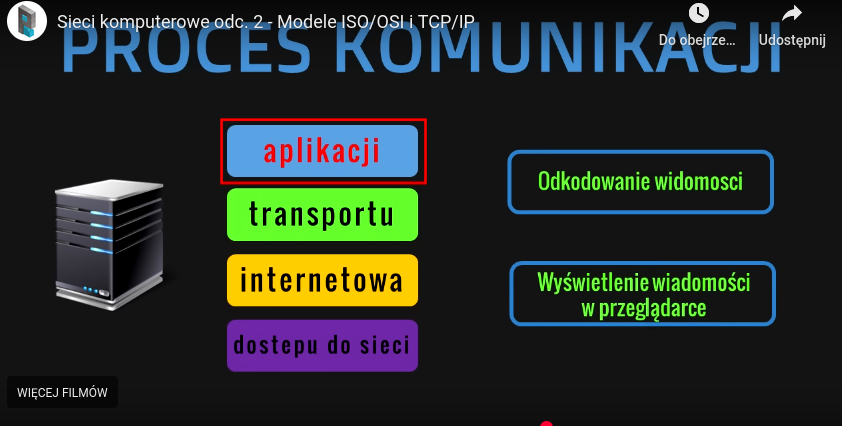 Sieci komputerowe odc. 2 - Modele ISO/OSI i TCP/IP
Do obejrze...
Udostępnij
PROCES KOMUNIKACJI
aplikacji
transportu
internetowa
dostepu do sieci
Odkodowanie widomosci
Wyświetlenie wiadomości
w przeglądarce
WIĘCEJ FILMÓW